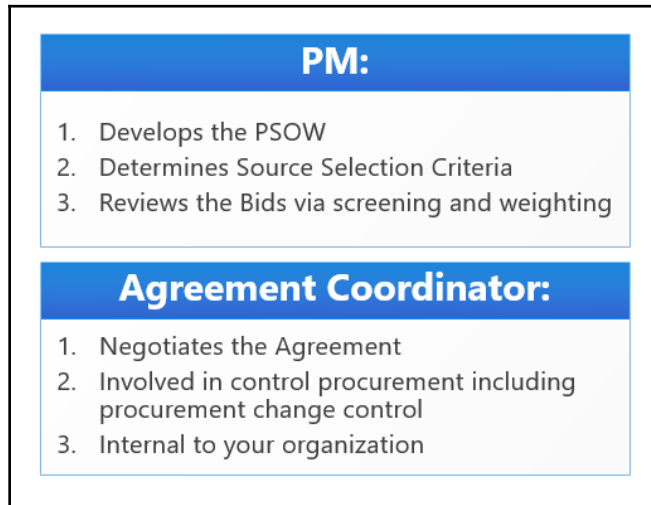 PM:
1. Develops the PSOW
2. Determines Source Selection Criteria
3. Reviews the Bids via screening and weighting
Agreement Coordinator:
1. Negotiates the Agreement
2. Involved in control procurement including
procurement change control
3. Internal to your organization